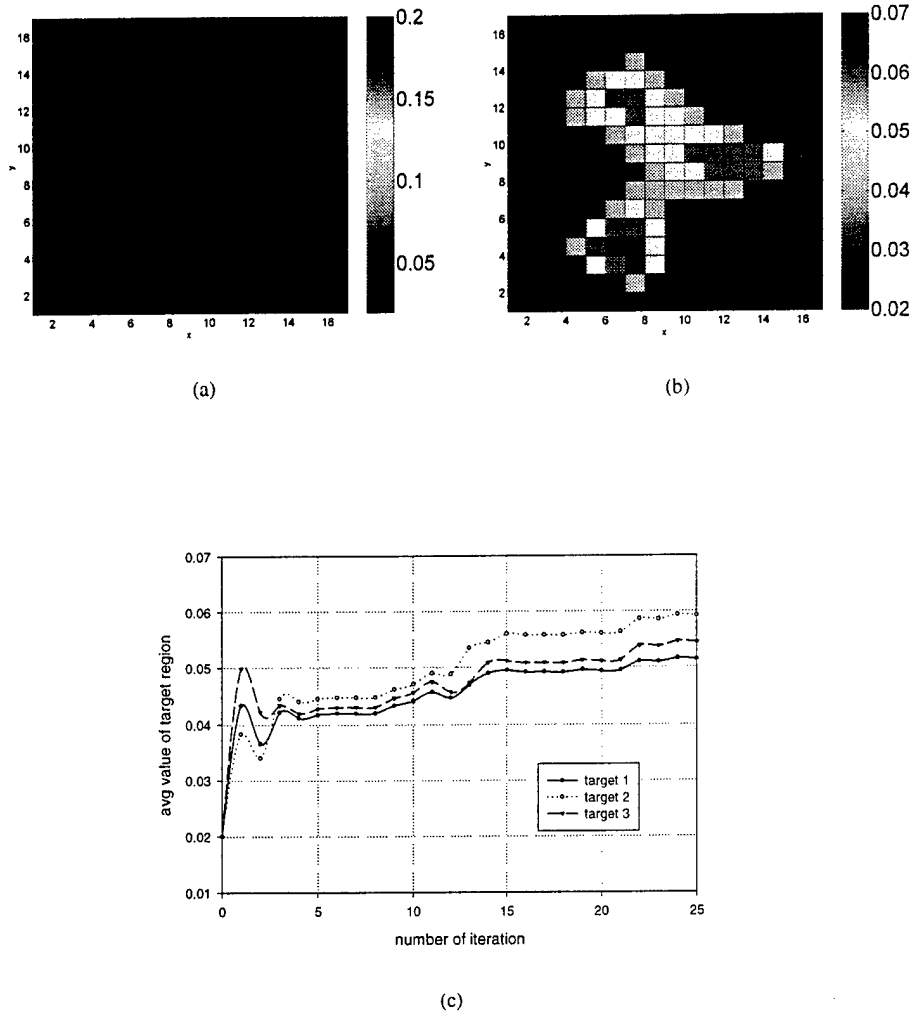 0.2
0.15
0.1
0.05
16
14
12
10
8
6
4
2
y
2 4 6 8 10 12 14 16
x
(a)
0.07
0.06
0.05
0.04
0.03
0.02
16
14
12
10
8
6
4
2
y
2 4 6 8 10 12 14 16
x
(b)
0.07
0.06
0.05
0.04
0.03
0.02
0.01
avg value of target region
target 1
target 2
target 3
0 5 10 15 20 25
number of iteration
(c)